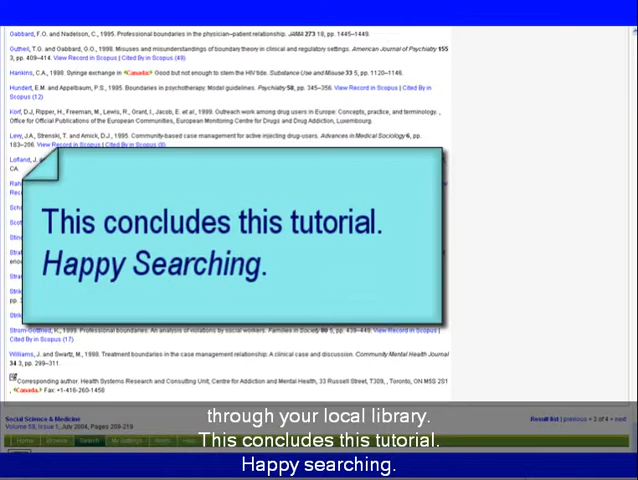 Gabbard, F.O. and Nadelson, C., 1995. Professional boundaries in the physician–patient relationship. JAMA 273 18, pp. 1445–1449.
Gutheil, T.G. and Gabbard, G.O., 1998. Misuses and misunderstandings of boundary theory in clinical and regulatory settings. American Journal of Psychiatry 155
3, pp. 409–414. View Record in Scopus | Cited By in Scopus (49)
Hankins, C.A., 1998. Syringe exchange in Canada: Good but not enough to stem the HIV tide. Substance Use and Misuse 33 5, pp. 1129–1146.
Hundert, E.M. and Appelbaum, P.S., 1995. Boundaries in psychotherapy: Model guidelines. Psychiatry 58, pp. 345–356. View Record in Scopus | Cited By in
Scopus (12)
Korf, D.J, Ripper, H., Freeman, M., Lewis, R., Grant, I., Jacob, E. et al., 1999. Outreach work among drug users in Europe: Concepts, practice, and terminology. ,
Office for Official Publications of the European Communities, European Monitoring Centre for Drugs and Drug Addiction, Luxembourg.
Levy, J.A., Strenski, T. and Amick, D.J., 1995. Community-based case management for active injecting drug-users. Advances in Medical Sociology 6, pp.
183–206. View Record in Scopus | Cited By in Scopus (8)
Lofland, J.
CA.
This concludes this tutorial.
Happy Searching.
Strom-Gottfried, K., 1999. Professional boundaries: An analysis of violations by social workers. Families in Society 80 5, pp. 439–449. View Record in Scopus |
Cited By in Scopus (17)
Williams, J. and Swartz, M., 1998. Treatment boundaries in the case management relationship: A clinical case and discussion. Community Mental Health Journal
34 3, pp. 299–311.
Corresponding author. Health Systems Research and Consulting Unit, Centre for Addiction and Mental Health, 33 Russell Street, T309, , Toronto, ON M5S 2S1
, Canada. Fax: +1-416-260-1458
Social Science & Medicine
Volume 59, Issue 1, July 2004, Pages 209-219
Result list | previous < 2 of 4 > next
Home Browse Search My Settings Alerts Help
through your local library.
This concludes this tutorial.
Happy searching.